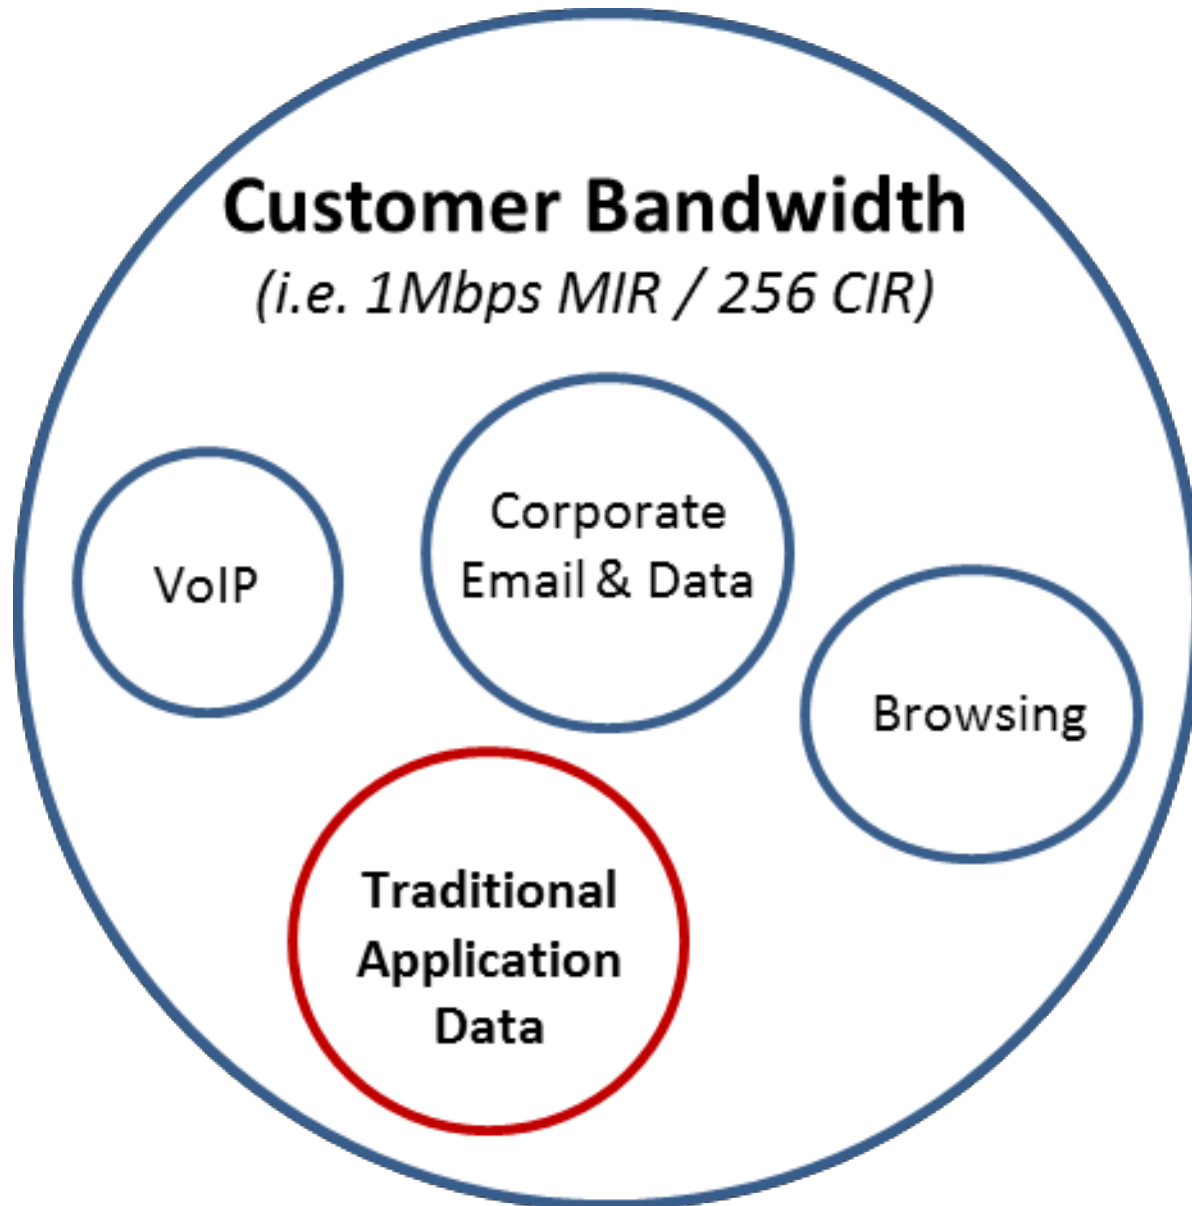 Customer Bandwidth
(i.e. 1Mbps MIR / 256 CIR)
VoIP
Corporate
Email & Data
Browsing
Traditional
Application
Data